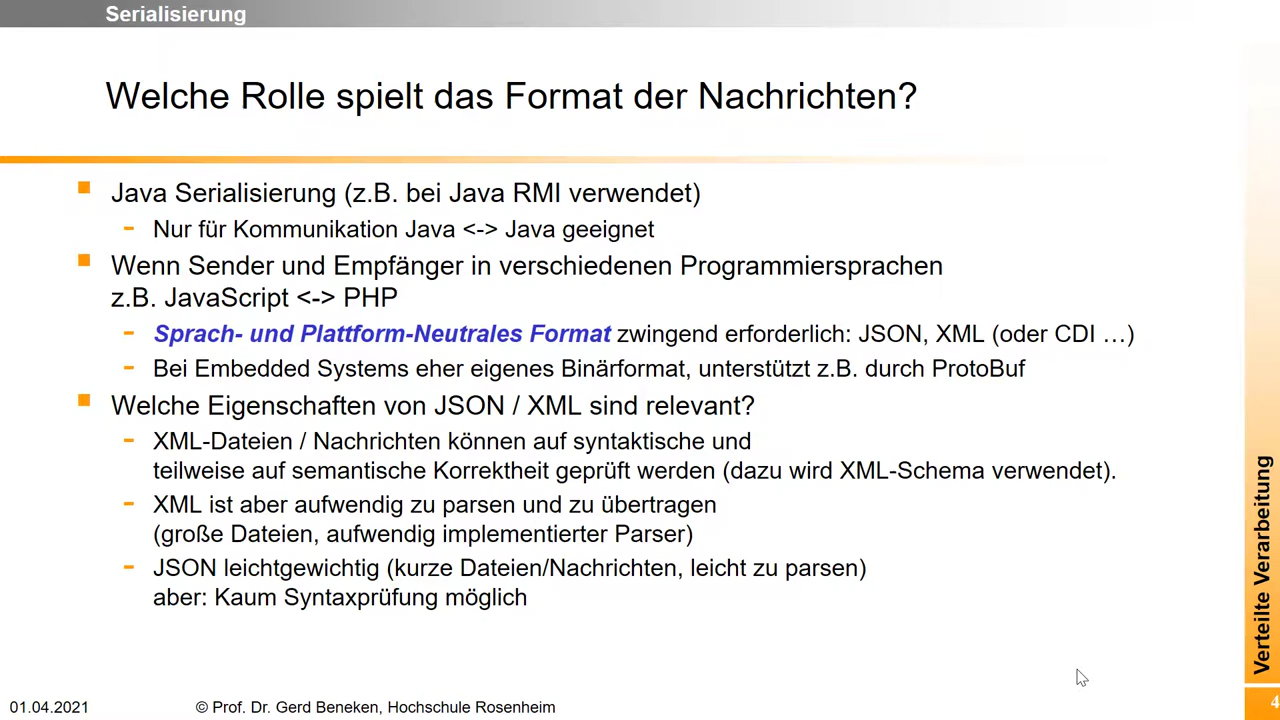 Serialisierung
Welche Rolle spielt das Format der Nachrichten?
Java Serialisierung (z.B. bei Java RMI verwendet)
- Nur für Kommunikation Java <-> Java geeignet
Wenn Sender und Empfänger in verschiedenen Programmiersprachen
z.B. JavaScript <-> PHP
- Sprach- und Plattform-Neutrales Format zwingend erforderlich: JSON, XML (oder CDI …)
- Bei Embedded Systems eher eigenes Binärformat, unterstützt z.B. durch ProtoBuf
Welche Eigenschaften von JSON / XML sind relevant?
- XML-Dateien / Nachrichten können auf syntaktische und
teilweise auf semantische Korrektheit geprüft werden (dazu wird XML-Schema verwendet).
- XML ist aber aufwendig zu parsen und zu übertragen
(große Dateien, aufwendig implementierter Parser)
- JSON leichtgewichtig (kurze Dateien/Nachrichten, leicht zu parsen)
aber: Kaum Syntaxprüfung möglich
Verteilte Verarbeitung
01.04.2021
© Prof. Dr. Gerd Beneken, Hochschule Rosenheim
4